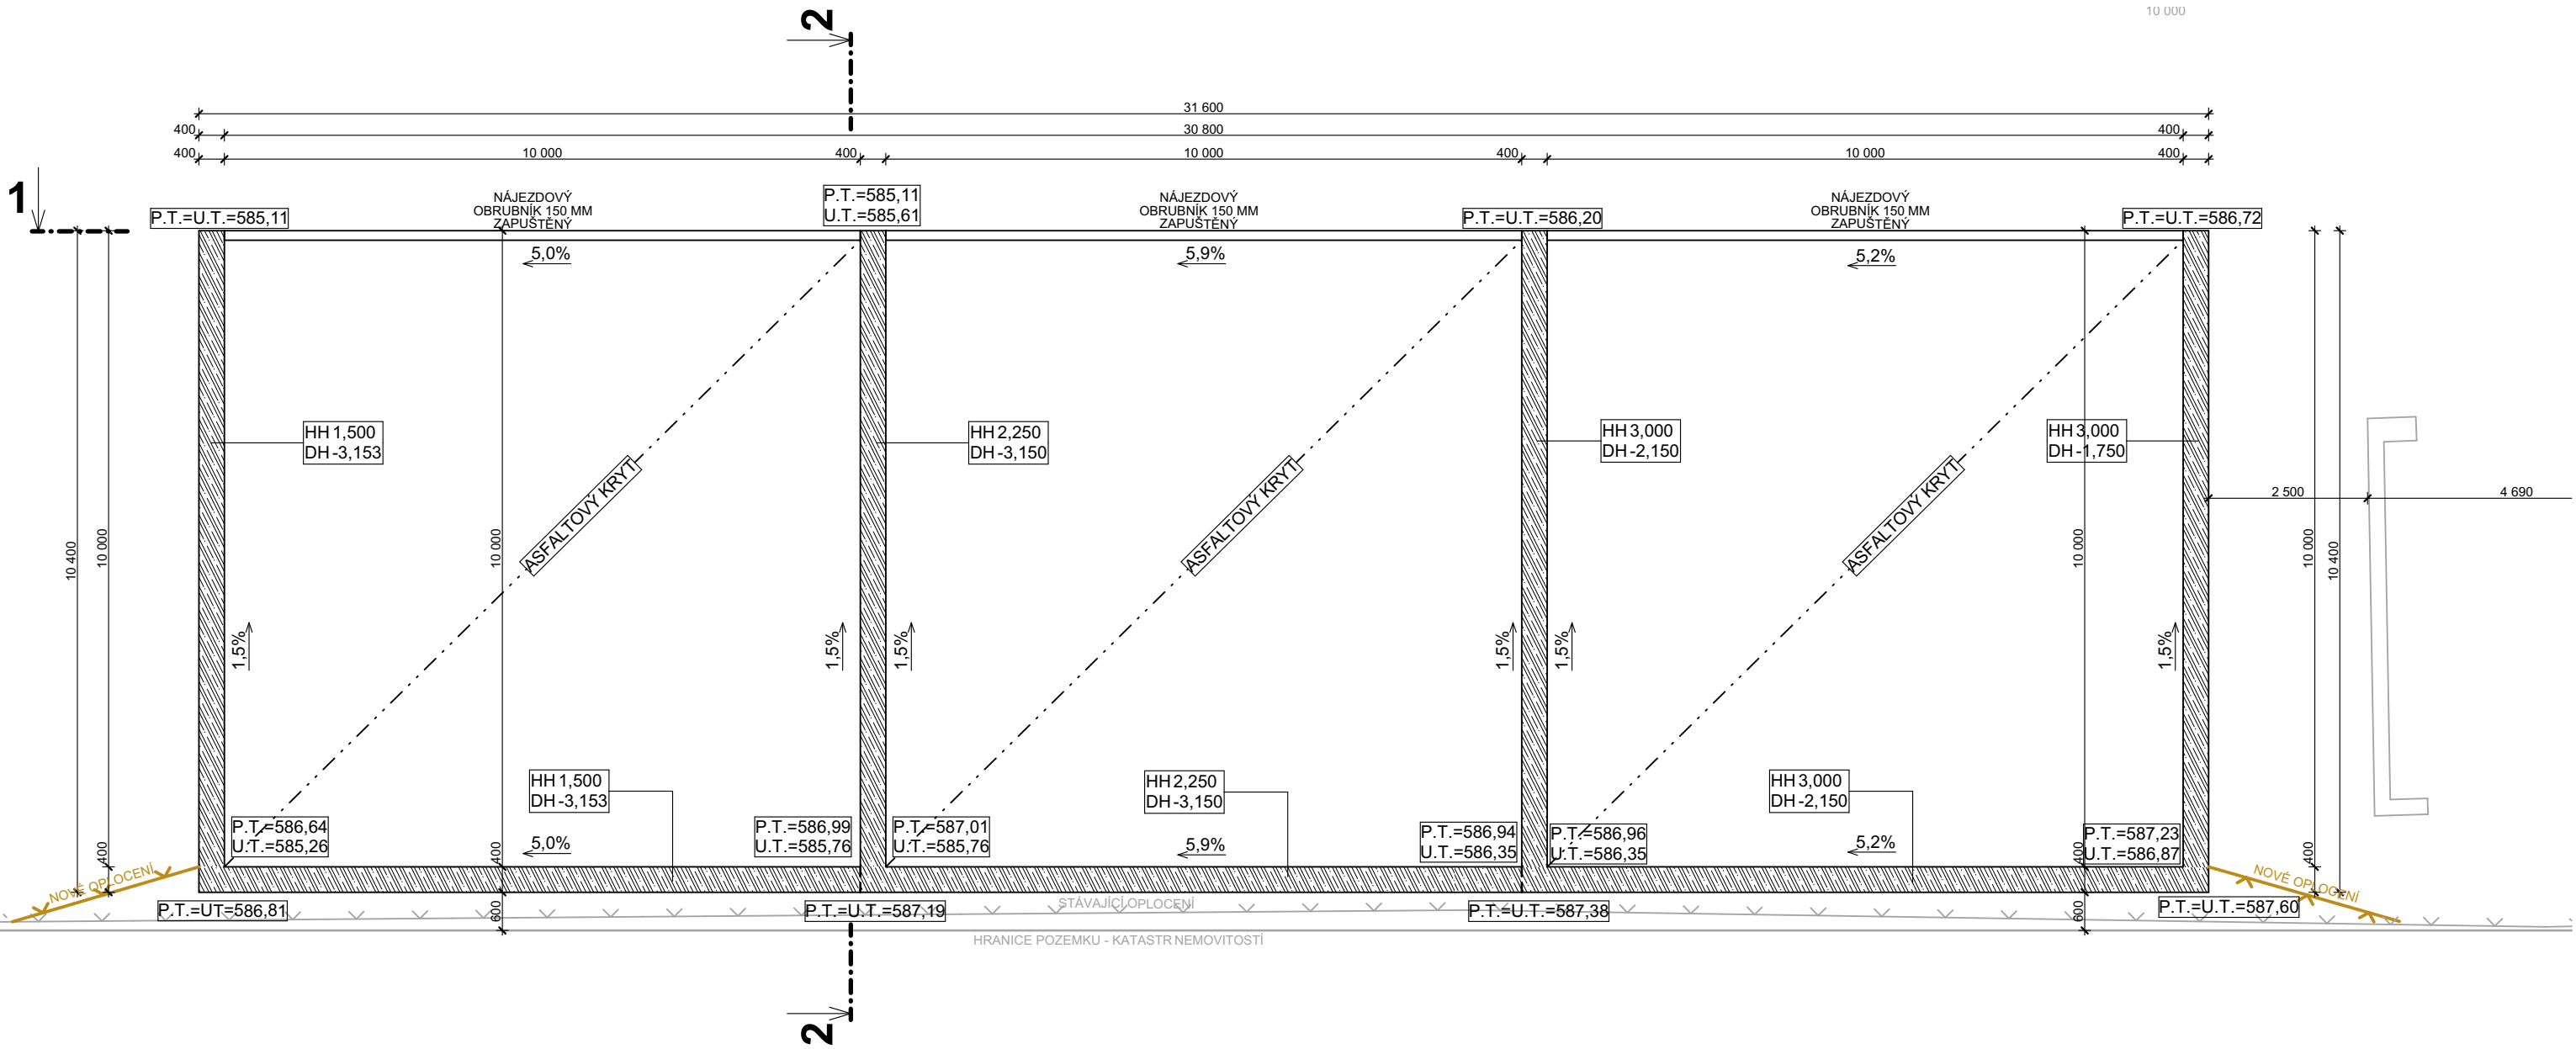 10 000
2
31 600
400
30 800
400
400
10 000
400
10 000
400
10 000
400
1
P.T.=U.T.=585,11
NÁJEZDOVÝ
OBRUBNÍK 150 MM
ZAPUŠTĚNÝ
P.T.=585,11
U.T.=585,61
NÁJEZDOVÝ
OBRUBNÍK 150 MM
ZAPUŠTĚNÝ
P.T.=U.T.=586,20
NÁJEZDOVÝ
OBRUBNÍK 150 MM
ZAPUŠTĚNÝ
P.T.=U.T.=586,72
5,0%
5,9%
5,2%
HH 1,500
DH -3,153
HH 2,250
DH -3,150
HH 3,000
DH -2,150
HH 3,000
DH -1,750
ASFALTOVÝ KRYT
ASFALTOVÝ KRYT
ASFALTOVÝ KRYT
2 500
4 690
10 400
10 000
10 000
10 000
10 000
10 400
1,5%
1,5%
1,5%
1,5%
1,5%
1,5%
HH 1,500
DH -3,153
HH 2,250
DH -3,150
HH 3,000
DH -2,150
P.T.=586,64
U.T.=585,26
5,0%
P.T.=586,99
U.T.=585,76
P.T.=587,01
U.T.=585,76
5,9%
P.T.=586,94
U.T.=586,35
P.T.=586,96
U.T.=586,35
5,2%
P.T.=587,23
U.T.=586,87
400
400
400
400
NOVÉ OPLOCENÍ
NOVÉ OPLOCENÍ
P.T.=UT=586,81
600
P.T.=U.T.=587,19
STÁVAJÍCÍ OPLOCENÍ
P.T.=U.T.=587,38
600
P.T.=U.T.=587,60
HRANICE POZEMKU - KATASTR NEMOVITOSTÍ
2